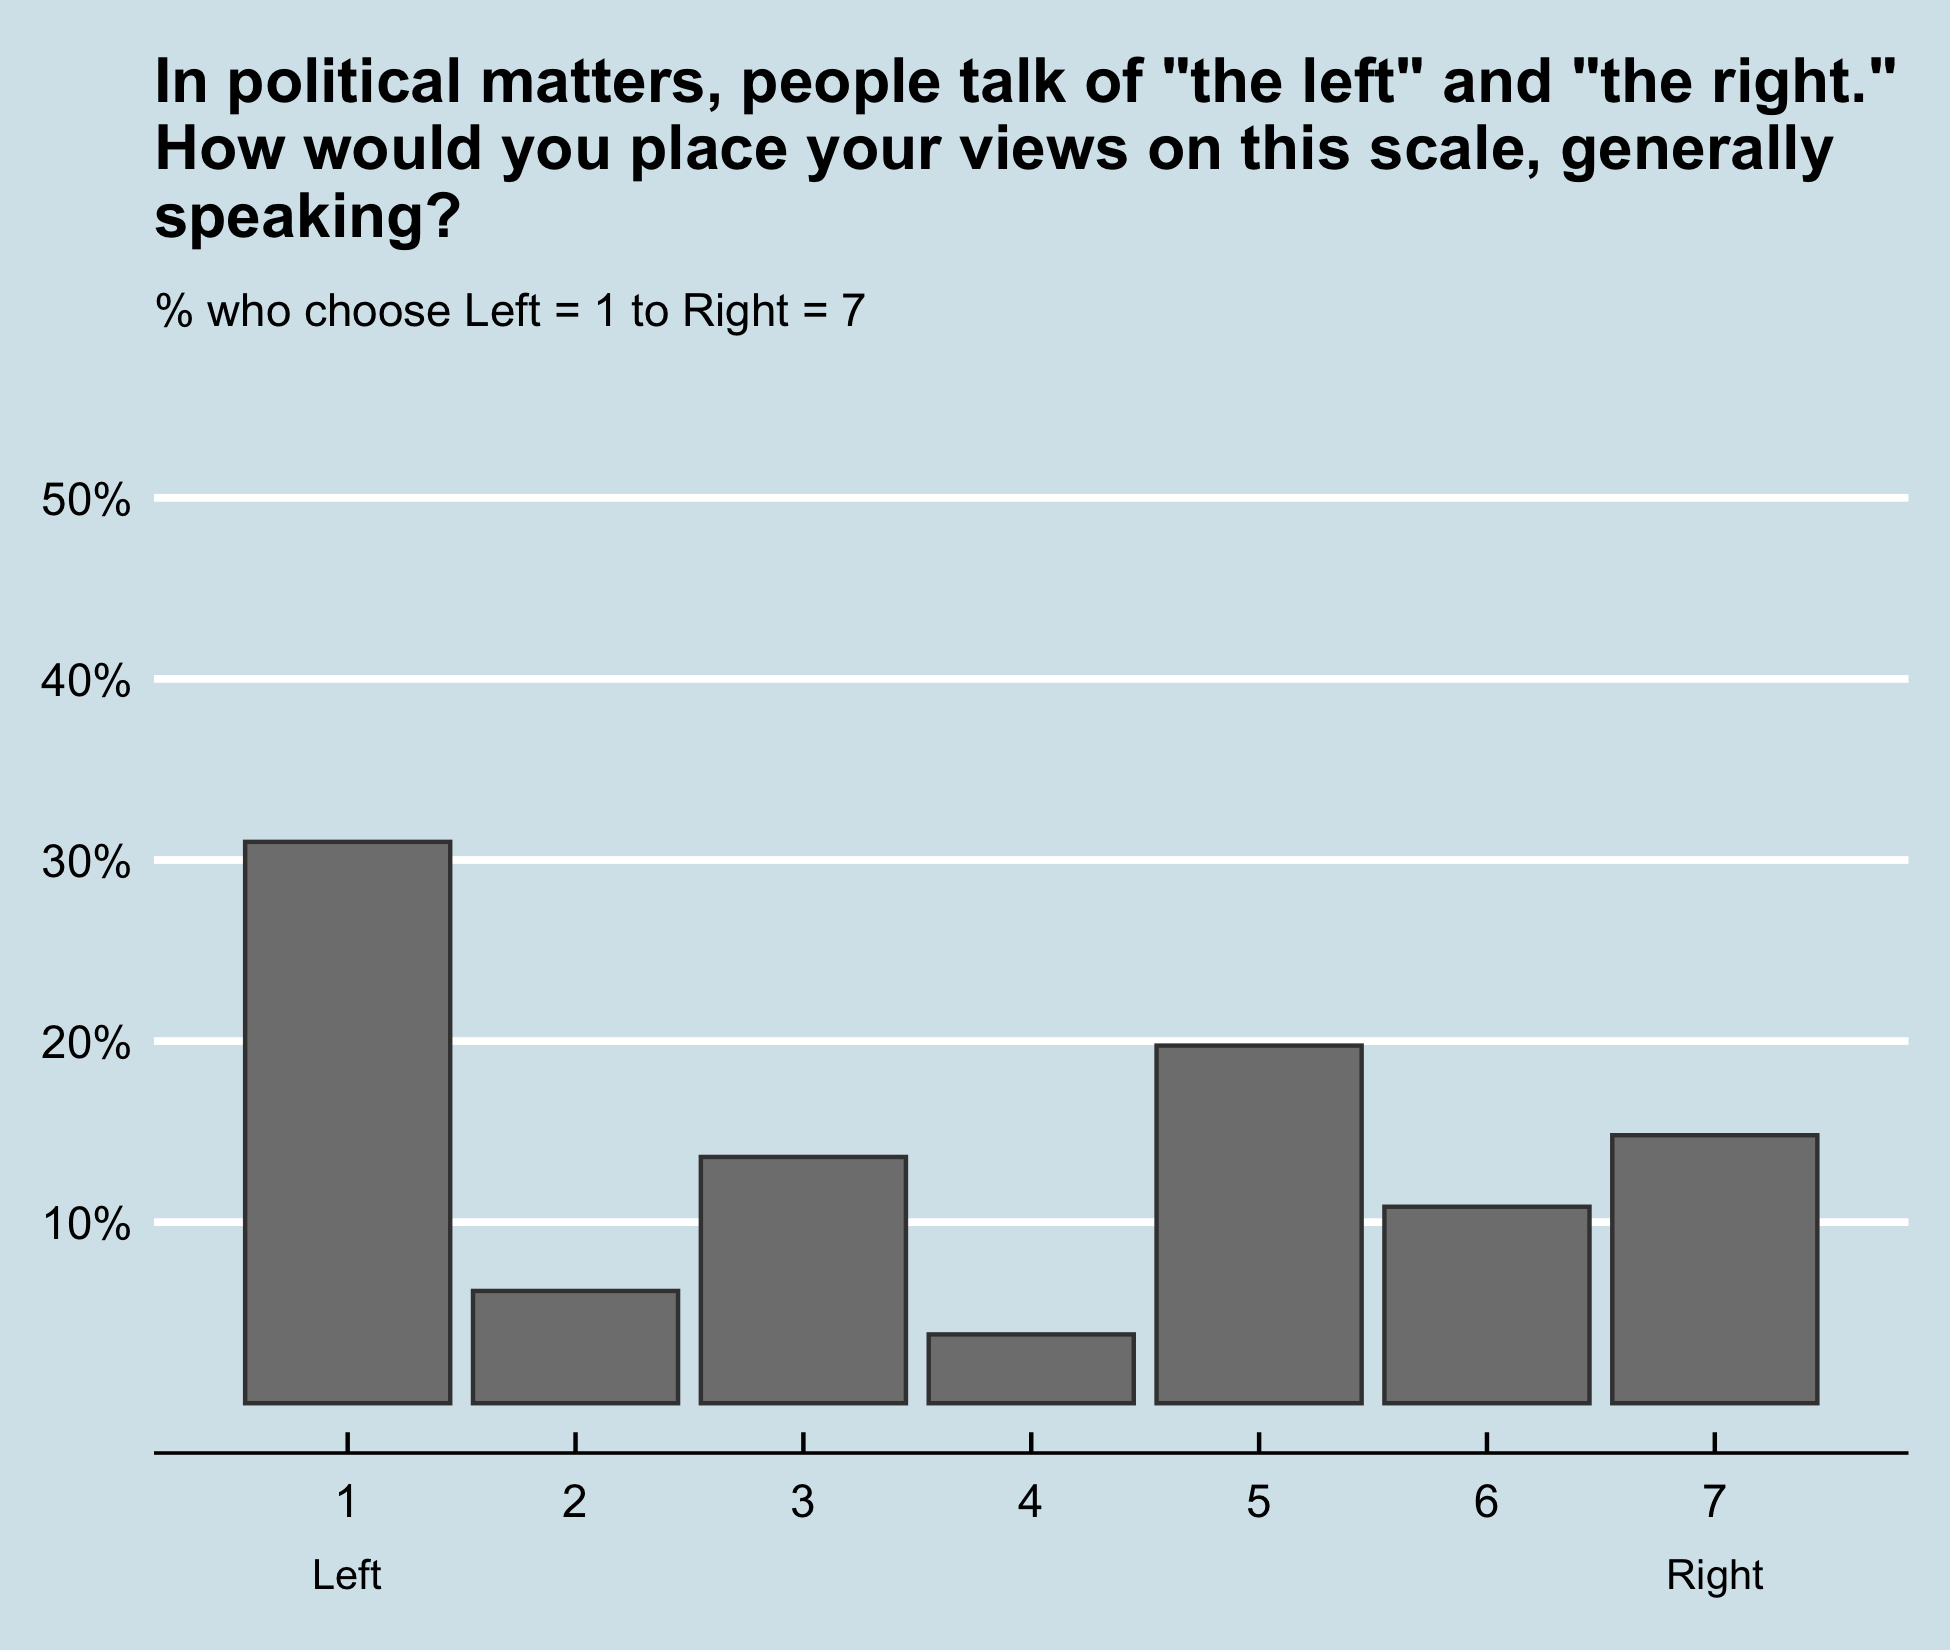 In political matters, people talk of "the left" and "the right."
How would you place your views on this scale, generally
speaking?
% who choose Left = 1 to Right = 7
50%
40%
30%
20%
10%
1 2 3 4 5 6 7
Left Right